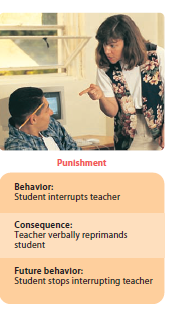 Punishment
Behavior:
Student interrupts teacher
Consequence:
Teacher verbally reprimands
student
Future behavior:
Student stops interrupting teacher